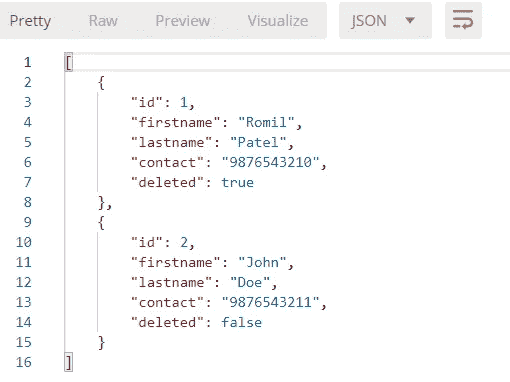 Pretty Raw Preview Visualize JSON
1 [
2 {
3 "id": 1,
4 "firstname": "Romil",
5 "lastname": "Patel",
6 "contact": "9876543210",
7 "deleted": true
8 },
9 {
10 "id": 2,
11 "firstname": "John",
12 "lastname": "Doe",
13 "contact": "9876543211",
14 "deleted": false
15 }
16 ]